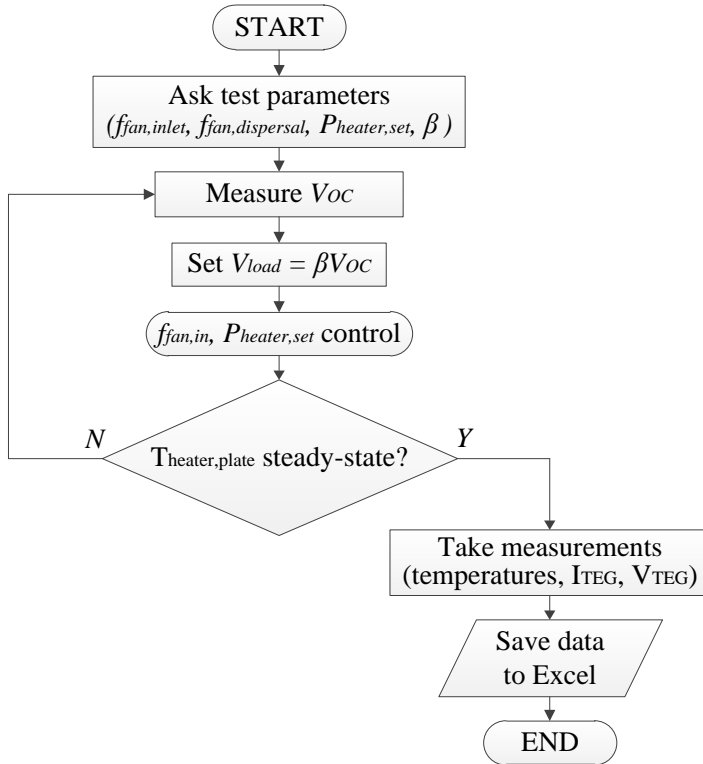 START
Ask test parameters
(ffan,inlet, ffan,dispersal, Pheater,set, β )
Measure VOC
Set Vload = βVOC
ffan,in, Pheater,set control
N
Y
Theater,plate steady-state?
Take measurements
(temperatures, ITEG, VTEG)
Save data
to Excel
END